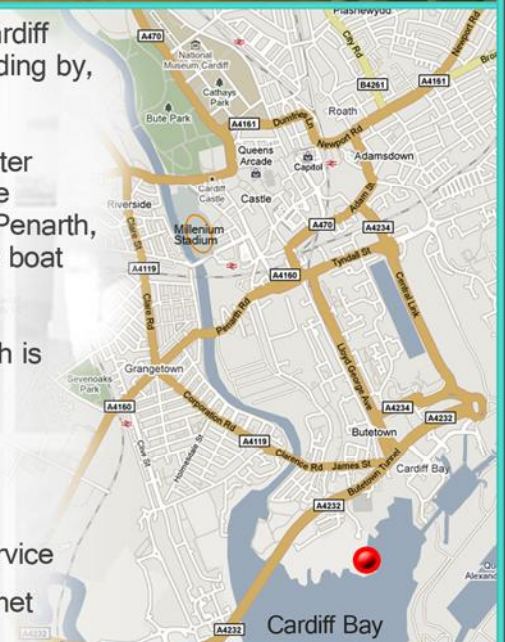 ardiff
ding by,
ter
e
Penarth,
boat
h is
rvice
net
A470
National
Museum Cardiff
Cathays
Park
Bute Park
Plasnewydd
City Rd
Newport Rd
B4261
A4161
Roath
A4161
Dumfries Ln
Newport Rd
Queens
Arcade
Capitol
Adamsdown
Cardiff
Castle
Castle
Adam St
Riverside
Clare St
Millenium
Stadium
A470
A4234
Tyndall St
A4119
A4160
Central Link
Clare Rd
Penarth Rd
Lloyd George Ave
Grangetown
Sevenoaks
Park
A4160
Corporation Rd
A4234
A4232
Clive St
Holmesdale St
A4119
Butetown
Clarence Rd
James St
Cardiff Bay
Butetown Tunnel
A4232
Cardiff Bay
A4232
A4232